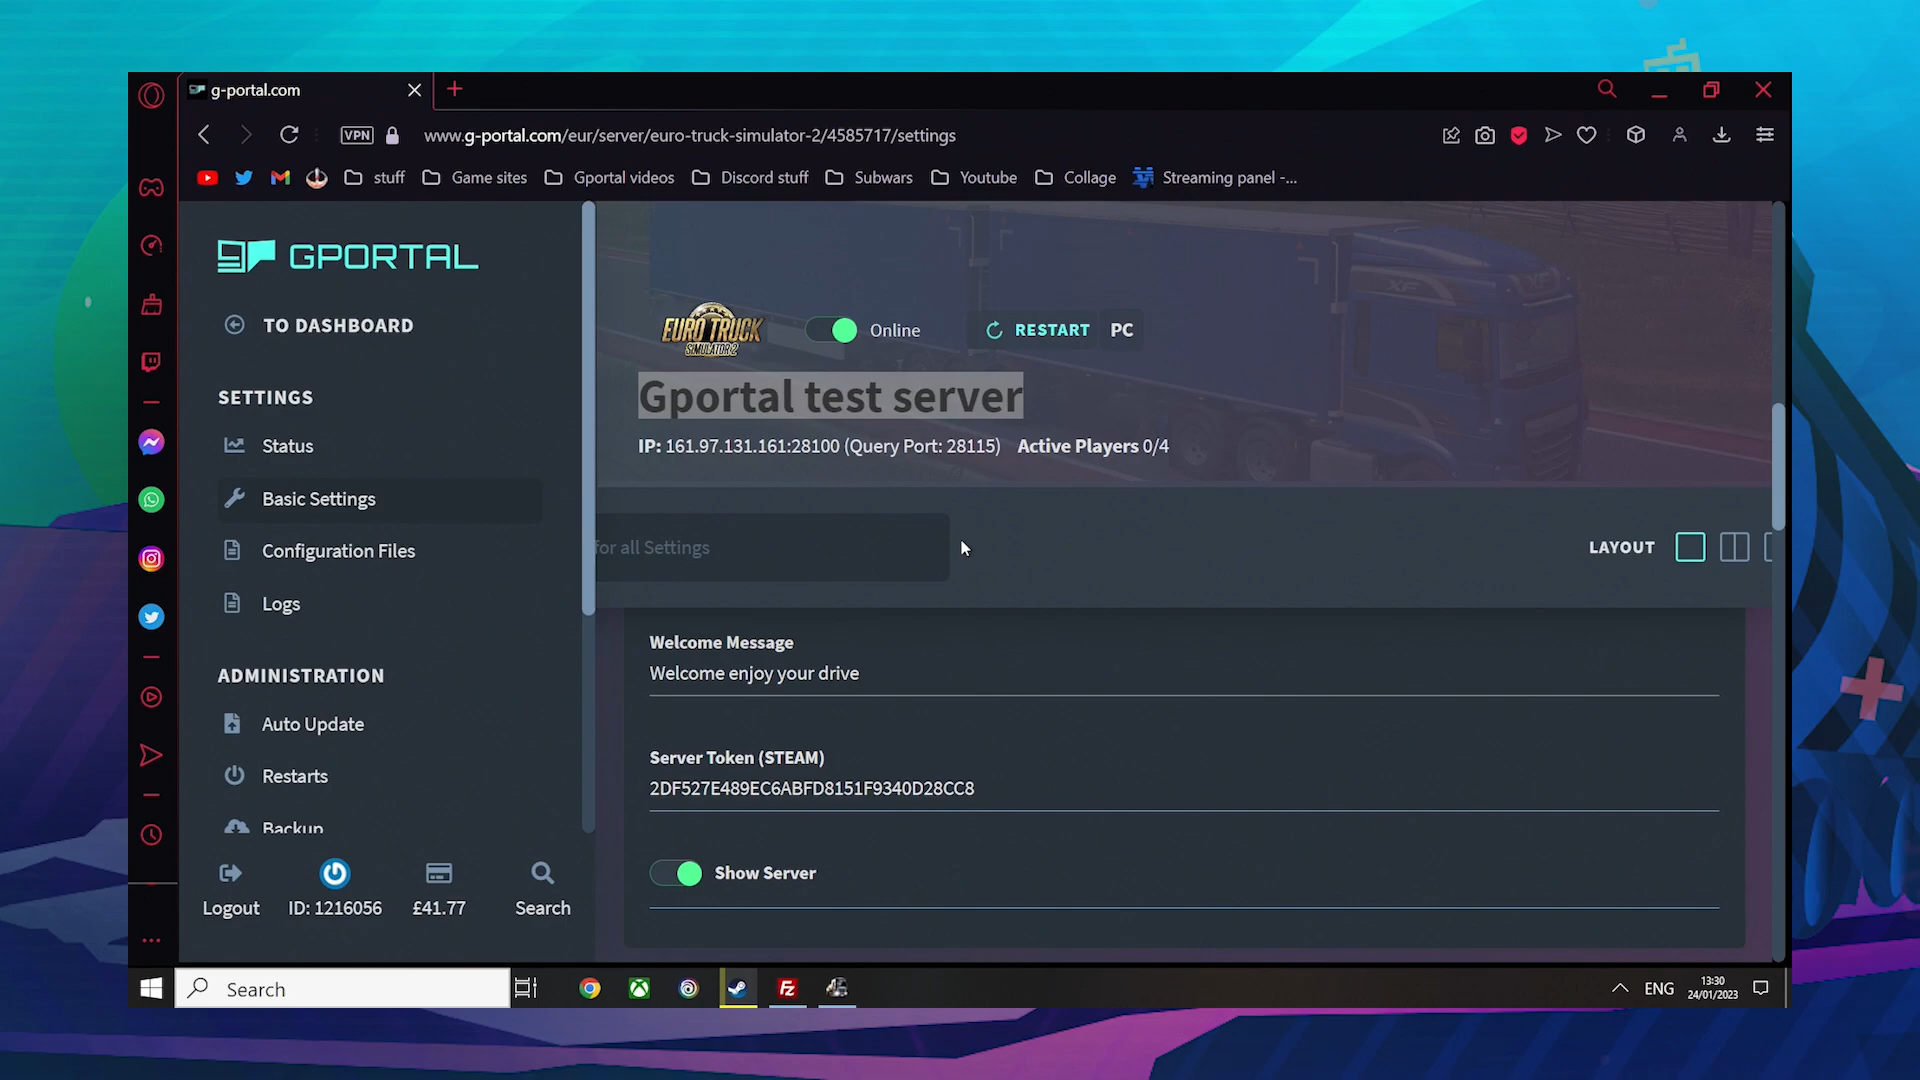 g-portal.com
VPN
www.g-portal.com/eur/server/euro-truck-simulator-2/4585717/settings
stuff
Game sites
Gportal videos
Discord stuff
Subwars
Youtube
Collage
Streaming panel -...
GPORTAL
TO DASHBOARD
SETTINGS
Status
Basic Settings
Configuration Files
Logs
ADMINISTRATION
Auto Update
Restarts
Backup
Logout
ID: 1216056
£41.77
Search
EURO TRUCK
SIMULATOR 2
Online
RESTART
PC
Gportal test server
IP: 161.97.131.161:28100 (Query Port: 28115)
Active Players 0/4
for all Settings
LAYOUT
Welcome Message
Welcome enjoy your drive
Server Token (STEAM)
2DF527E489EC6ABFD8151F9340D28CC8
Show Server
Search
ENG
13:30
24/01/2023